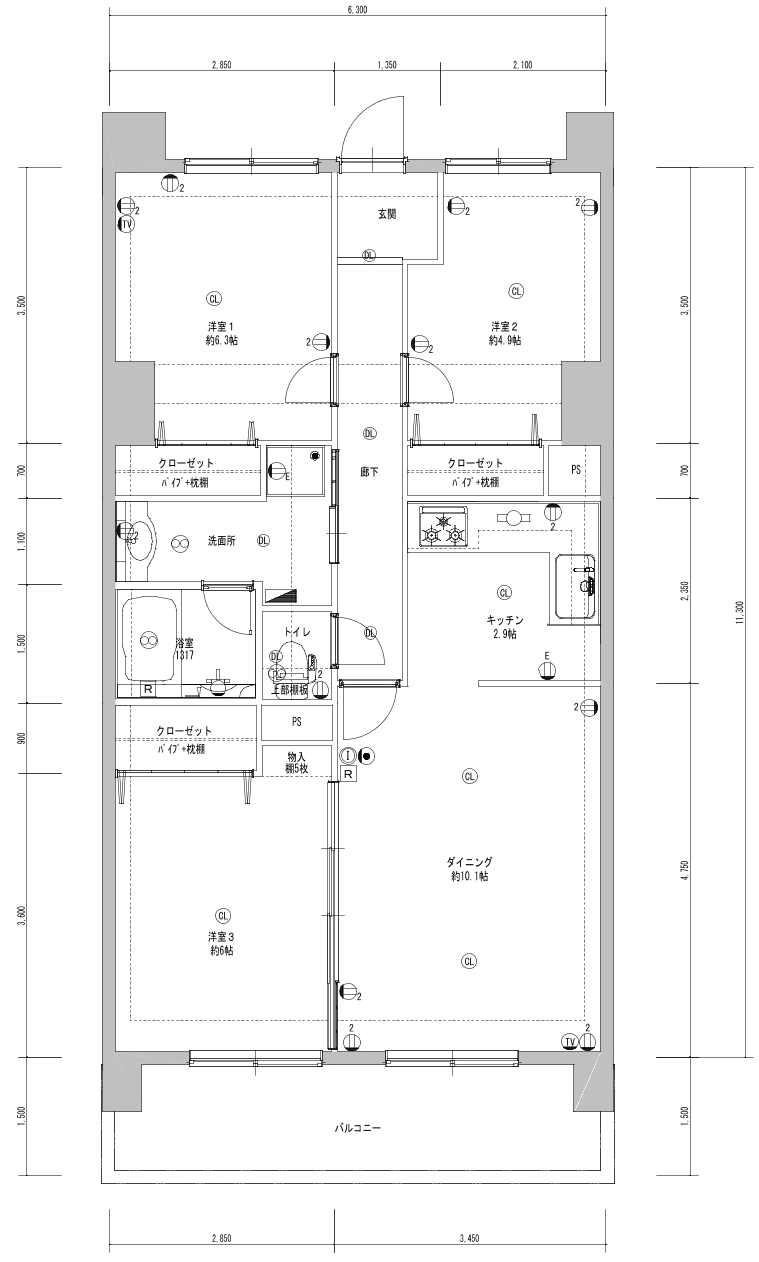 6,300
2,850
1,350
2,100
玄関
2
2
TV
2
2
DL
CL
CL
洋室1
約6.3帖
洋室2
約4.9帖
2
2
3,500
3,500
DL
廊下
クローゼット
パイプ+枕棚
クローゼット
パイプ+枕棚
PS
E
700
700
2
洗面所
DL
2
1,100
CL
キッチン
2.9帖
2,350
11,300
浴室
1317
R
トイレ
DL
DL
上部棚板
2
E
1,500
クローゼット
パイプ+枕棚
PS
2
900
物入
棚5枚
I
R
CL
ダイニング
約10.1帖
4,750
CL
洋室3
約6帖
3,600
CL
2
2
TV
2
バルコニー
1,500
1,500
2,850
3,450